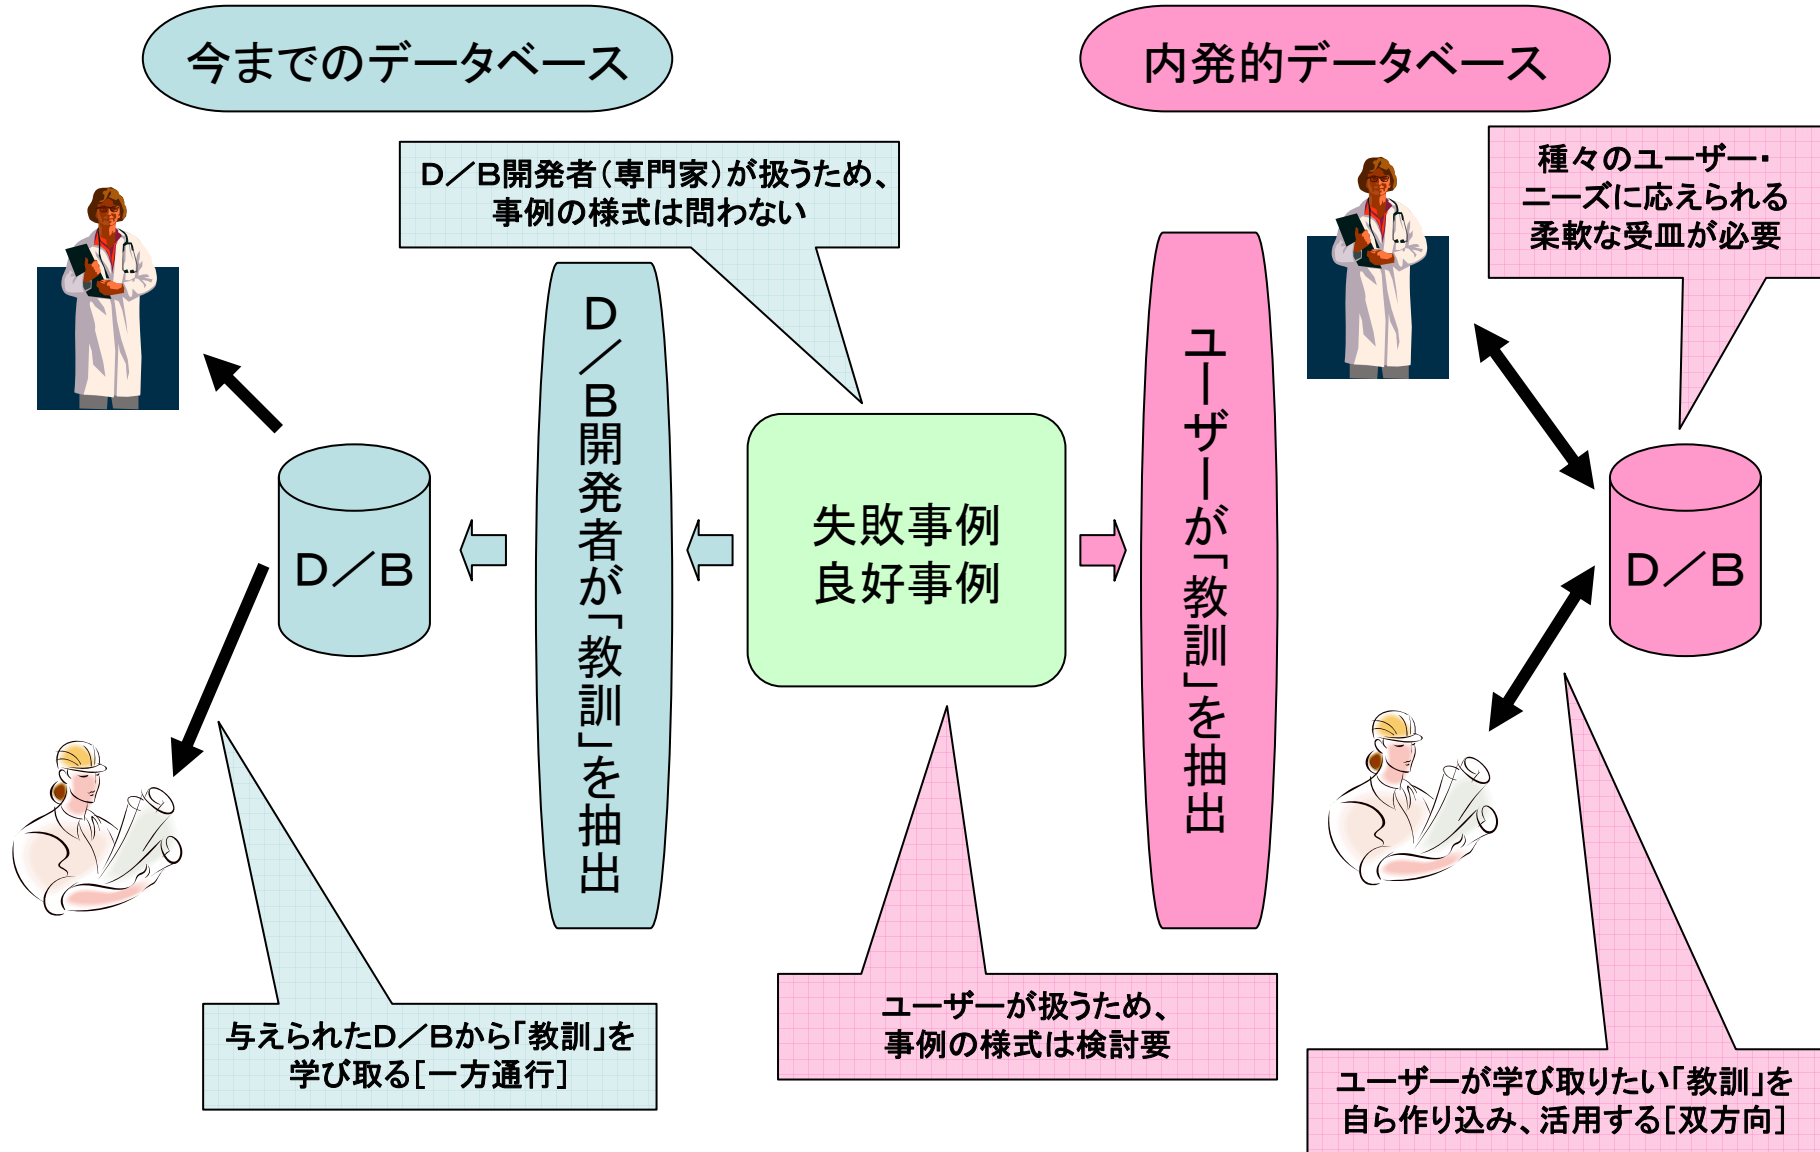 今までのデータベース
内発的データベース
D/B開発者(専門家)が扱うため、
事例の様式は問わない
種々のユーザー・
ニーズに応えられる
柔軟な受皿が必要
D/B
D/B開発者が「教訓」を抽出
失敗事例
良好事例
ユーザーが「教訓」を抽出
D/B
与えられたD/Bから「教訓」を
学び取る[一方通行]
ユーザーが扱うため、
事例の様式は検討要
ユーザーが学び取りたい「教訓」を
自ら作り込み、活用する[双方向]